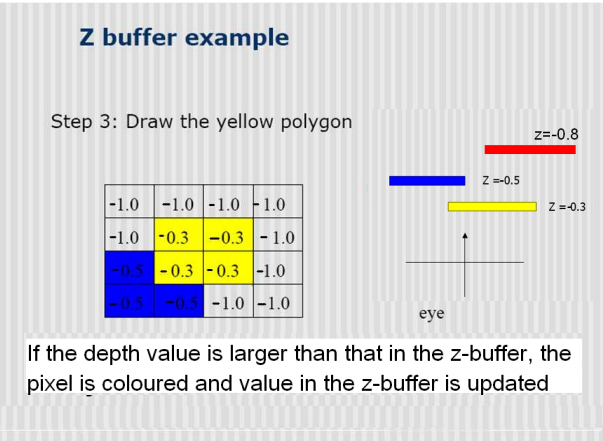 Z buffer example
Step 3: Draw the yellow polygon
z=-0.8
Z =-0.5
Z =-0.3
-1.0 -1.0 -1.0 -1.0
-1.0 -0.3 -0.3 -1.0
-0.5 -0.3 -0.3 -1.0
-0.5 -0.5 -1.0 -1.0
eye
If the depth value is larger than that in the z-buffer, the
pixel is coloured and value in the z-buffer is updated